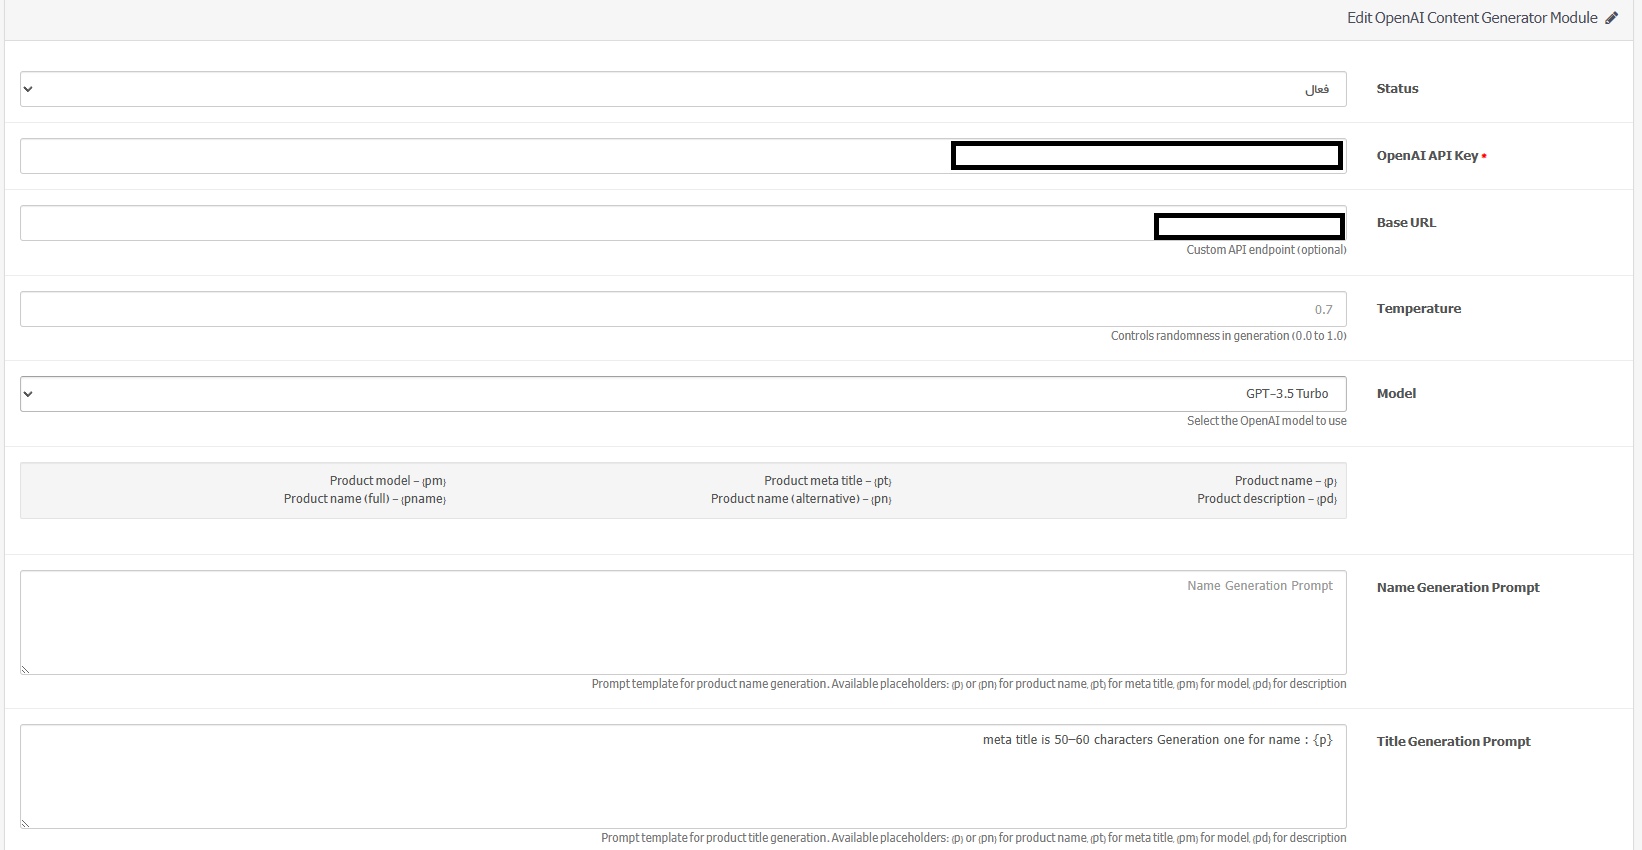 Edit OpenAI Content Generator Module
Status
فعال
OpenAI API Key *
Base URL
Custom API endpoint (optional)
Temperature
0.7
Controls randomness in generation (0.0 to 1.0)
Model
GPT-3.5 Turbo
Select the OpenAI model to use
Product name - {p}
Product meta title - {pt}
Product model - {pm}
Product description - {pd}
Product name (alternative) - {pn}
Product name (full) - {pname}
Name Generation Prompt
Name Generation Prompt
Prompt template for product name generation. Available placeholders: {p} or {pn} for product name, {pt} for meta title, {pm} for model, {pd} for description
Title Generation Prompt
meta title is 50–60 characters Generation one for name : {p}
Prompt template for product title generation. Available placeholders: {p} or {pn} for product name, {pt} for meta title, {pm} for model, {pd} for description